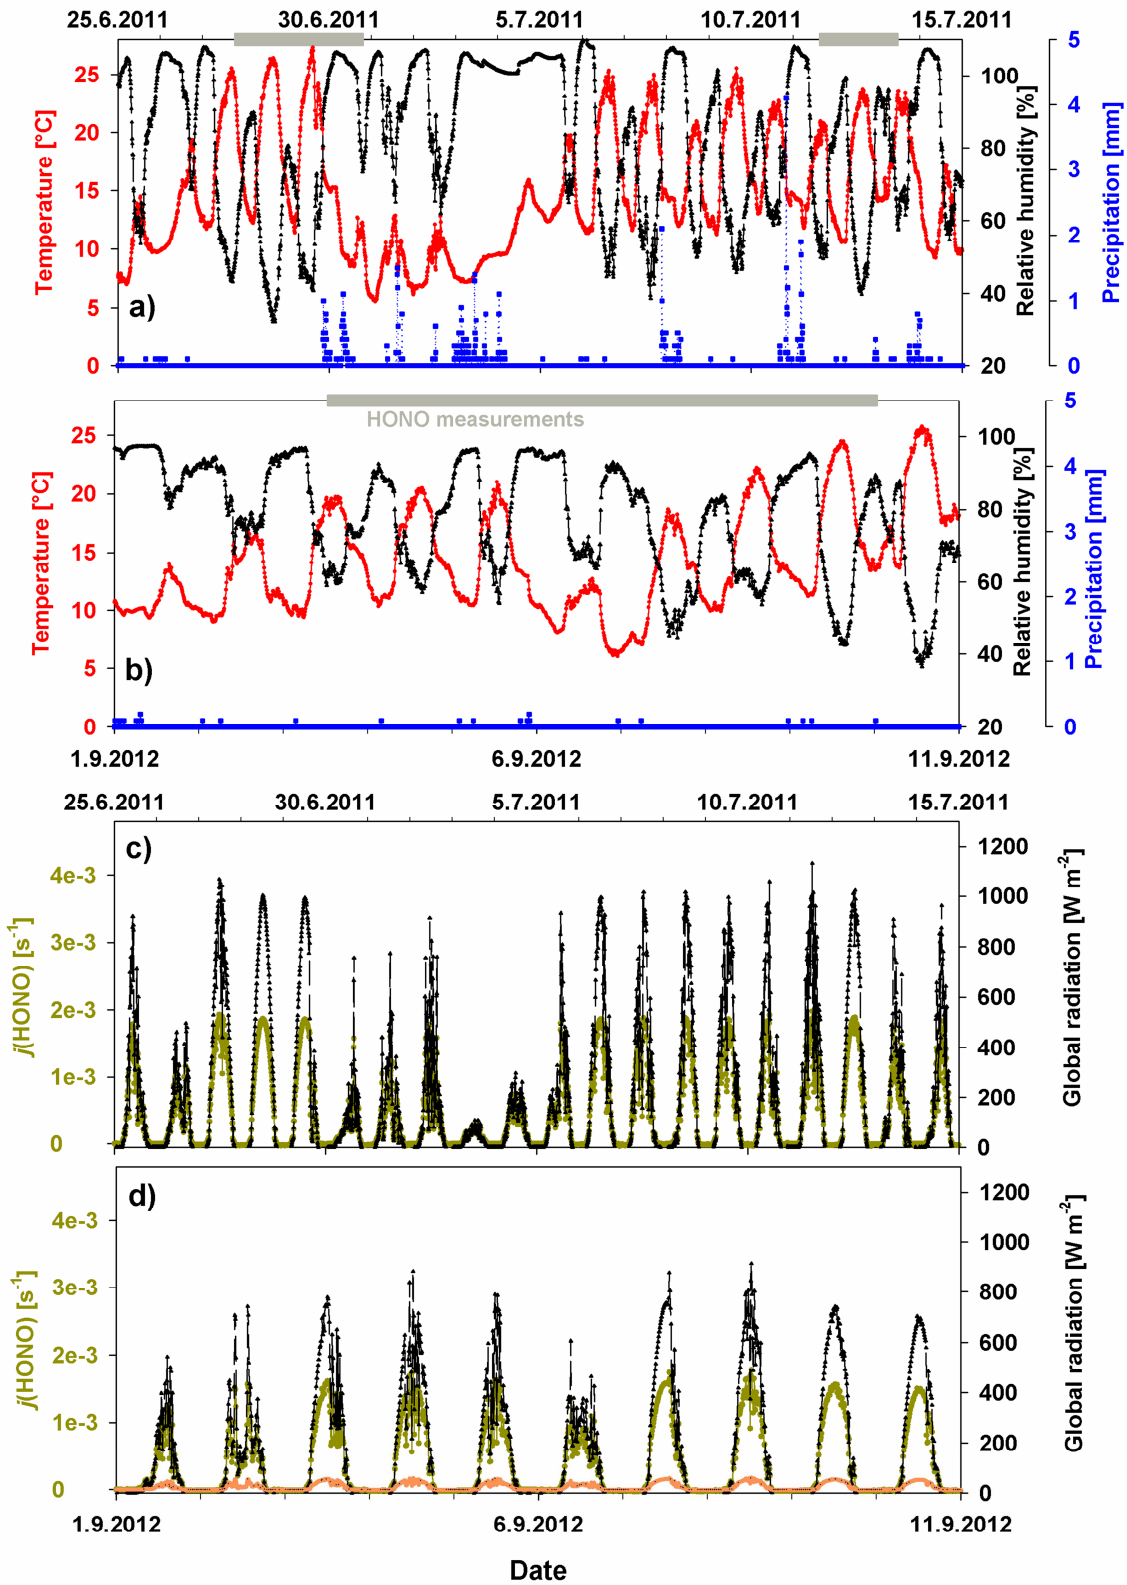 25.6.2011 30.6.2011 5.7.2011 10.7.2011 15.7.2011
Temperature [°C]
25
20
15
10
5
0
a)
100
80
60
40
20
Relative humidity [%]
5
4
3
2
1
0
Precipitation [mm]
HONO measurements
Temperature [°C]
25
20
15
10
5
0
b)
100
80
60
40
20
Relative humidity [%]
5
4
3
2
1
0
Precipitation [mm]
1.9.2012 6.9.2012 11.9.2012
25.6.2011 30.6.2011 5.7.2011 10.7.2011 15.7.2011
c)
j(HONO) [s-1]
4e-3
3e-3
2e-3
1e-3
0
1200
1000
800
600
400
200
0
Global radiation [W m-2]
d)
j(HONO) [s-1]
4e-3
3e-3
2e-3
1e-3
0
1200
1000
800
600
400
200
0
Global radiation [W m-2]
1.9.2012 6.9.2012 11.9.2012
Date